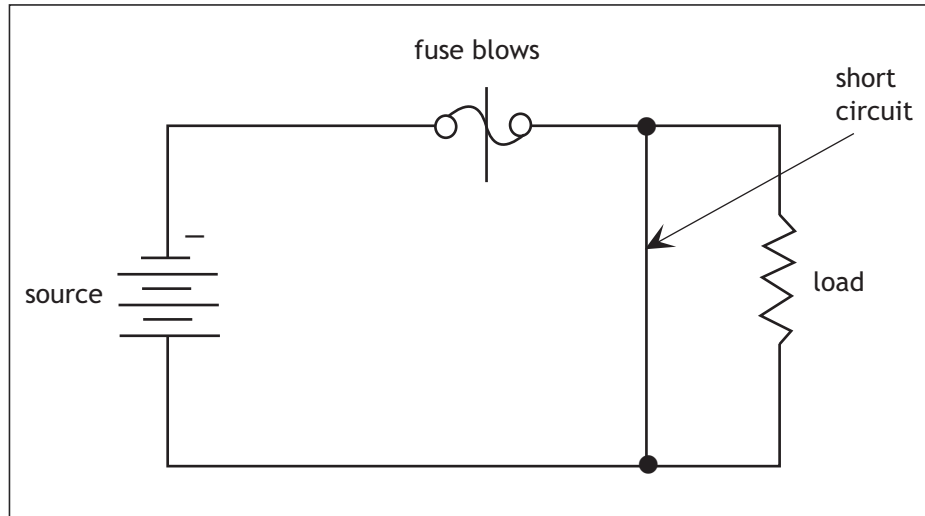 fuse blows
short
circuit
–
source
load